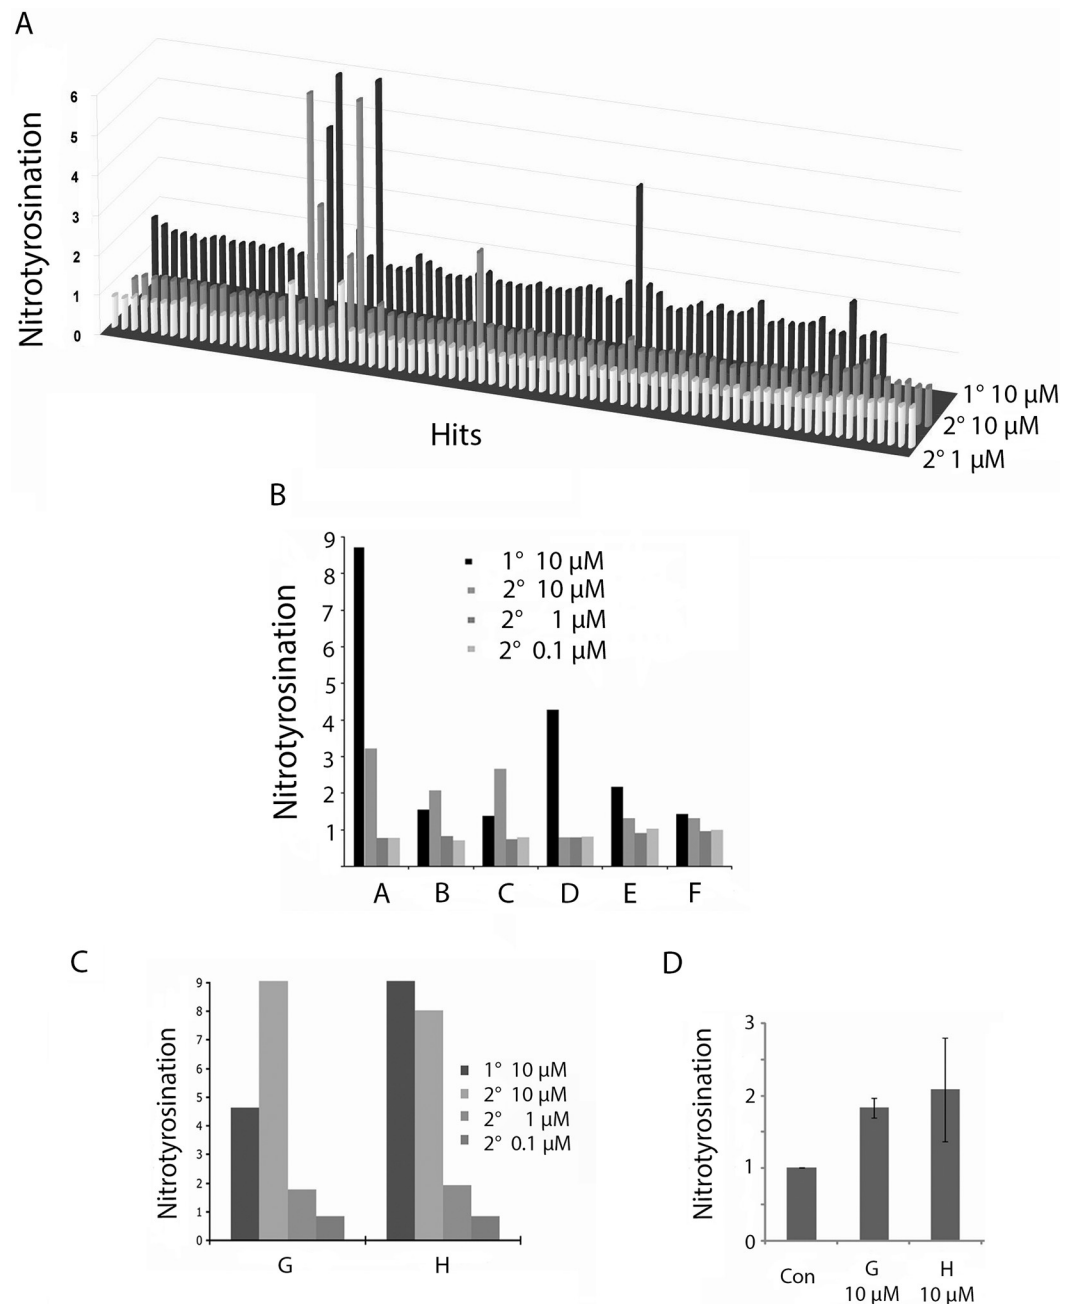 A
Nitrotyrosination
6
5
4
3
2
1
0
Hits
1° 10 µM
2° 10 µM
2° 1 µM
B
Nitrotyrosination
9
8
7
6
5
4
3
2
1
1° 10 µM
2° 10 µM
2° 1 µM
2° 0.1 µM
A B C D E F
C
Nitrotyrosination
9
8
7
6
5
4
3
2
1
0
1° 10 µM
2° 10 µM
2° 1 µM
2° 0.1 µM
G H
D
Nitrotyrosination
3
2
1
0
Con G H
10 µM 10 µM